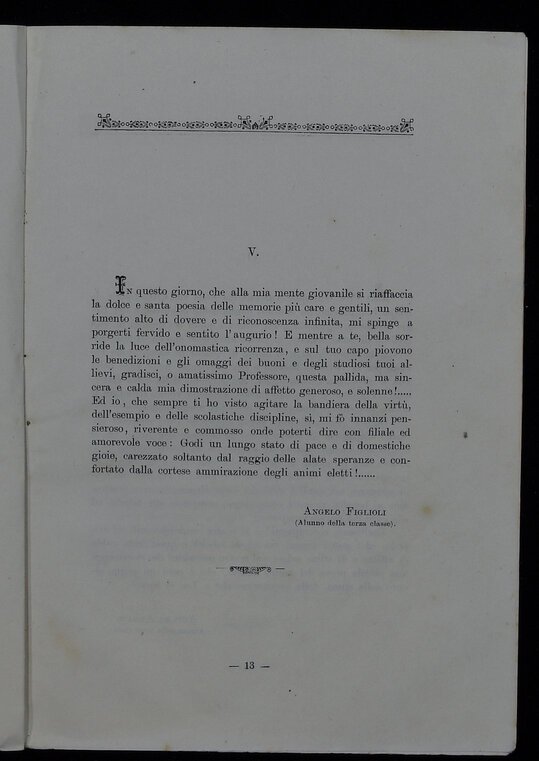 V.
In questo giorno, che alla mia mente giovanile si riaffaccia
la dolce e santa poesia delle memorie più care e gentili, un sen-
timento alto di dovere e di riconoscenza infinita, mi spinge a
porgerti fervido e sentito l'augurio! E mentre a te, bella sor-
ride la luce dell'onomastica ricorrenza, e sul tuo capo piovono
le benedizioni e gli omaggi dei buoni e degli studiosi tuoi al-
lievi, gradisci, o amatissimo Professore, questa pallida, ma sin-
cera e calda mia dimostrazione di affetto generoso, e solenne!.....
Ed io, che sempre ti ho visto agitare la bandiera della virtù,
dell'esempio e delle scolastiche discipline, sì, mi fò innanzi pen-
sieroso, riverente e commosso onde poterti dire con filiale ed
amorevole voce: Godi un lungo stato di pace e di domestiche
gioie, carezzato soltanto dal raggio delle alate speranze e con-
fortato dalla cortese ammirazione degli animi eletti!......
Angelo Figlioli
(Alunno della terza classe).
— 13 —